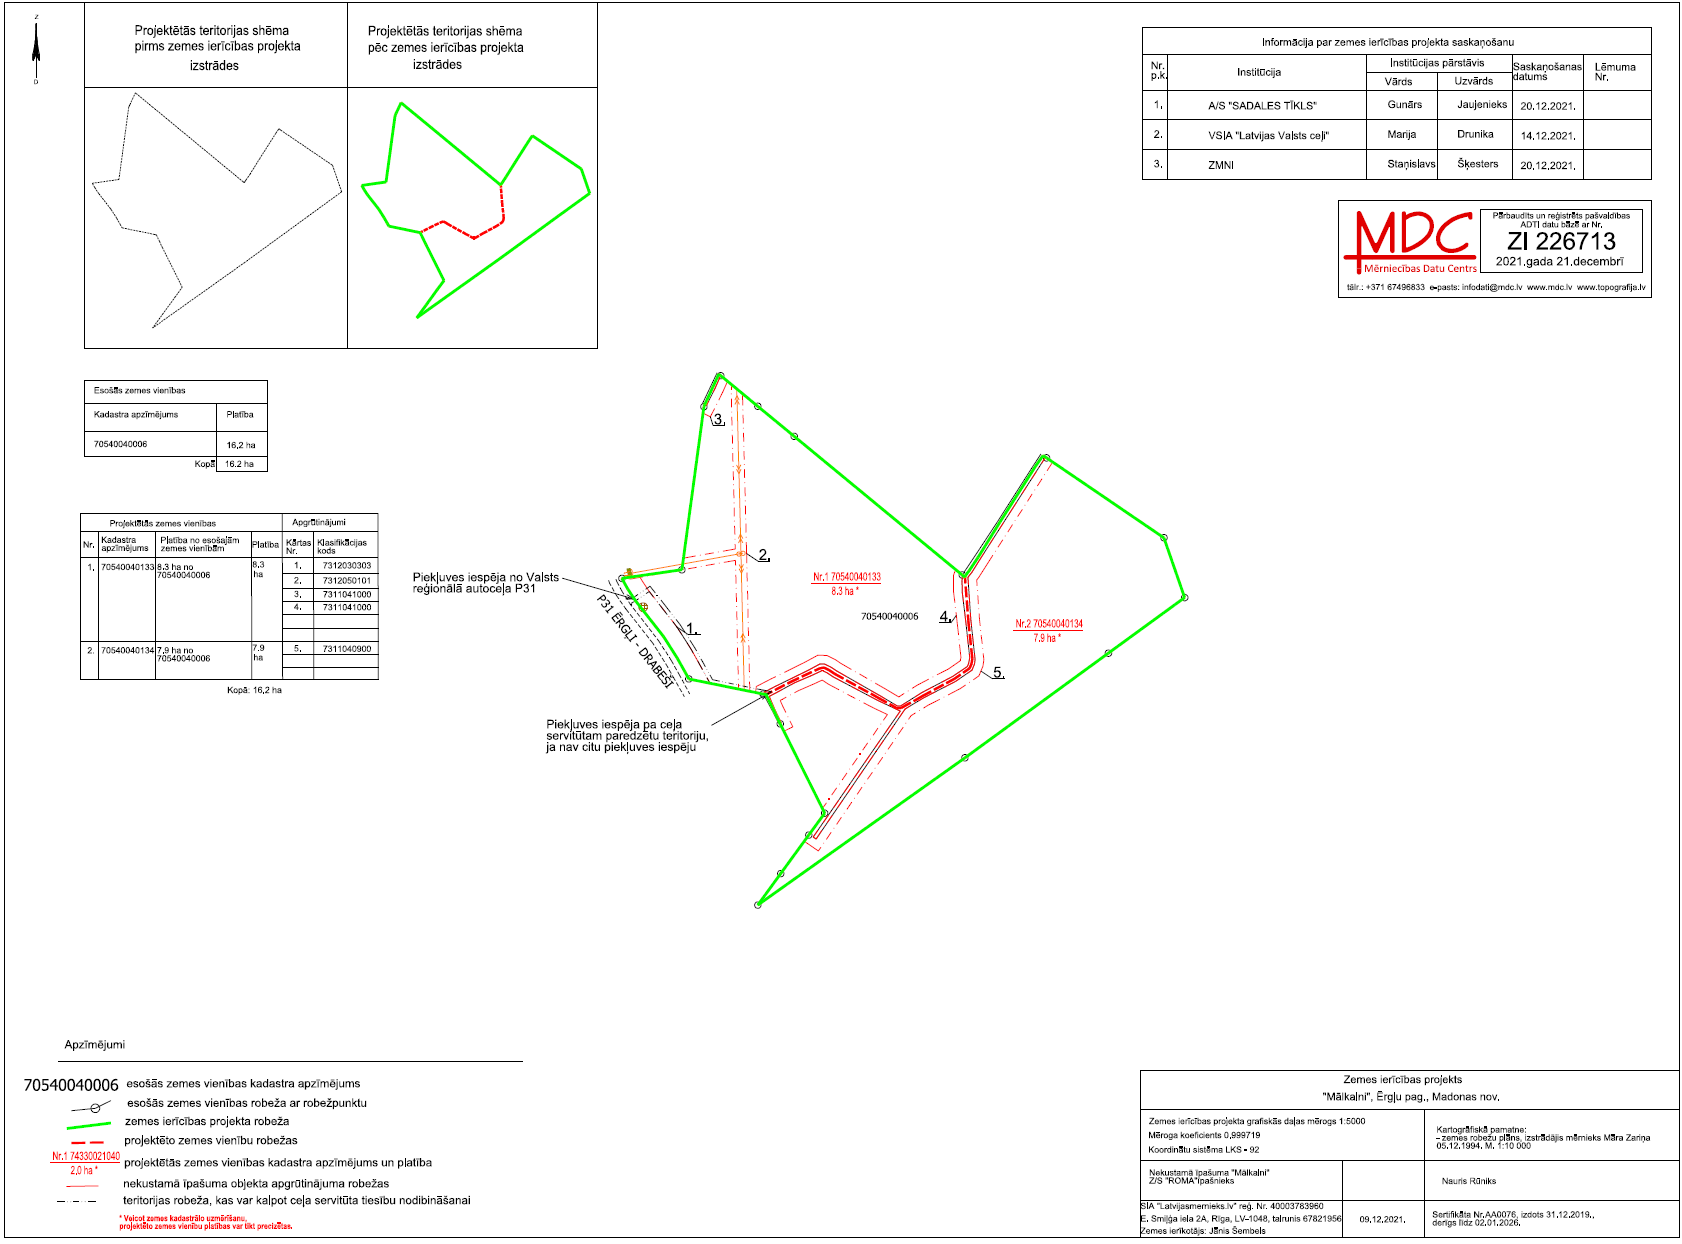 Z
D
Projektētās teritorijas shēma
pirms zemes ierīcības projekta
izstrādes
Projektētās teritorijas shēma
pēc zemes ierīcības projekta
izstrādes
Informācija par zemes ierīcības projekta saskaņošanu
Nr. p.k. Institūcija Institūcijas pārstāvis Saskaņošanas datums Lēmuma Nr.
Vārds Uzvārds
1. A/S "SADALES TĪKLS" Gunārs Jaujenieks 20.12.2021.
2. VSIA "Latvijas Valsts ceļi" Marija Drunika 14.12.2021.
3. ZMNI Staņislavs Šķesters 20.12.2021.
MDC
Mērniecības Datu Centrs
Pārbaudīts un reģistrēts pašvaldības
ADTI datu bāzē ar Nr.
ZI 226713
2021.gada 21.decembrī
tālr.: +371 67496833 e-pasts: infodati@mdc.lv www.mdc.lv www.topografija.lv
Esošās zemes vienības
Kadastra apzīmējums Platība
70540040006 16,2 ha
Kopā 16.2 ha
Projektētās zemes vienības Apgrūtinājumi
Nr. Kadastra apzīmējums Platība no esošajām zemes vienībām Platība Kārtas Nr. Klasifikācijas kods
1. 70540040133 8.3 ha no 70540040006 8.3 ha 1. 7312030303
2. 7312050101
3. 7311041000
4. 7311041000
2. 70540040134 7,9 ha no 70540040006 7.9 ha 5. 7311040900
Kopā: 16,2 ha
3.
2.
Piekļuves iespēja no Valsts
reģionālā autoceļa P31
P31 ĒRGĻI - DRABEŠI
1.
Nr.1 70540040133
8.3 ha *
70540040006
4.
Nr.2 70540040134
7.9 ha *
5.
Piekļuves iespēja pa ceļa
servitūtam paredzētu teritoriju,
ja nav citu piekļuves iespēju
Apzīmējumi
70540040006 esošās zemes vienības kadastra apzīmējums
esošās zemes vienības robeža ar robežpunktu
zemes ierīcības projekta robeža
projektēto zemes vienību robežas
Nr.1 74330021040
2,0 ha *
projektētās zemes vienības kadastra apzīmējums un platība
nekustamā īpašuma objekta apgrūtinājuma robežas
teritorijas robeža, kas var kalpot ceļa servitūta tiesību nodibināšanai
* Veicot zemes kadastrālo uzmērīšanu,
projektēto zemes vienību platības var tikt precizētas.
Zemes ierīcības projekts
"Mālkalni", Ērgļu pag., Madonas nov.
Zemes ierīcības projekta grafiskās daļas mērogs 1:5000
Mēroga koeficients 0,999719
Koordinātu sistēma LKS - 92
Kartogrāfiskā pamatne:
- zemes robežu plāns, izstrādājis mērnieks Māra Zariņa
05.12.1994. M. 1:10 000
Nekustamā īpašuma "Mālkalni"
Z/S "ROMA" īpašnieks
Nauris Rūniks
SIA "Latvijasmernieks.lv" reģ. Nr. 40003783960
E. Smiļģa iela 2A, Rīga, LV-1048, talrunis 67821956
Zemes ierīkotājs: Jānis Šembels
09.12.2021.
Sertifikāta Nr.AA0076, izdots 31.12.2019.,
derīgs līdz 02.01.2026.